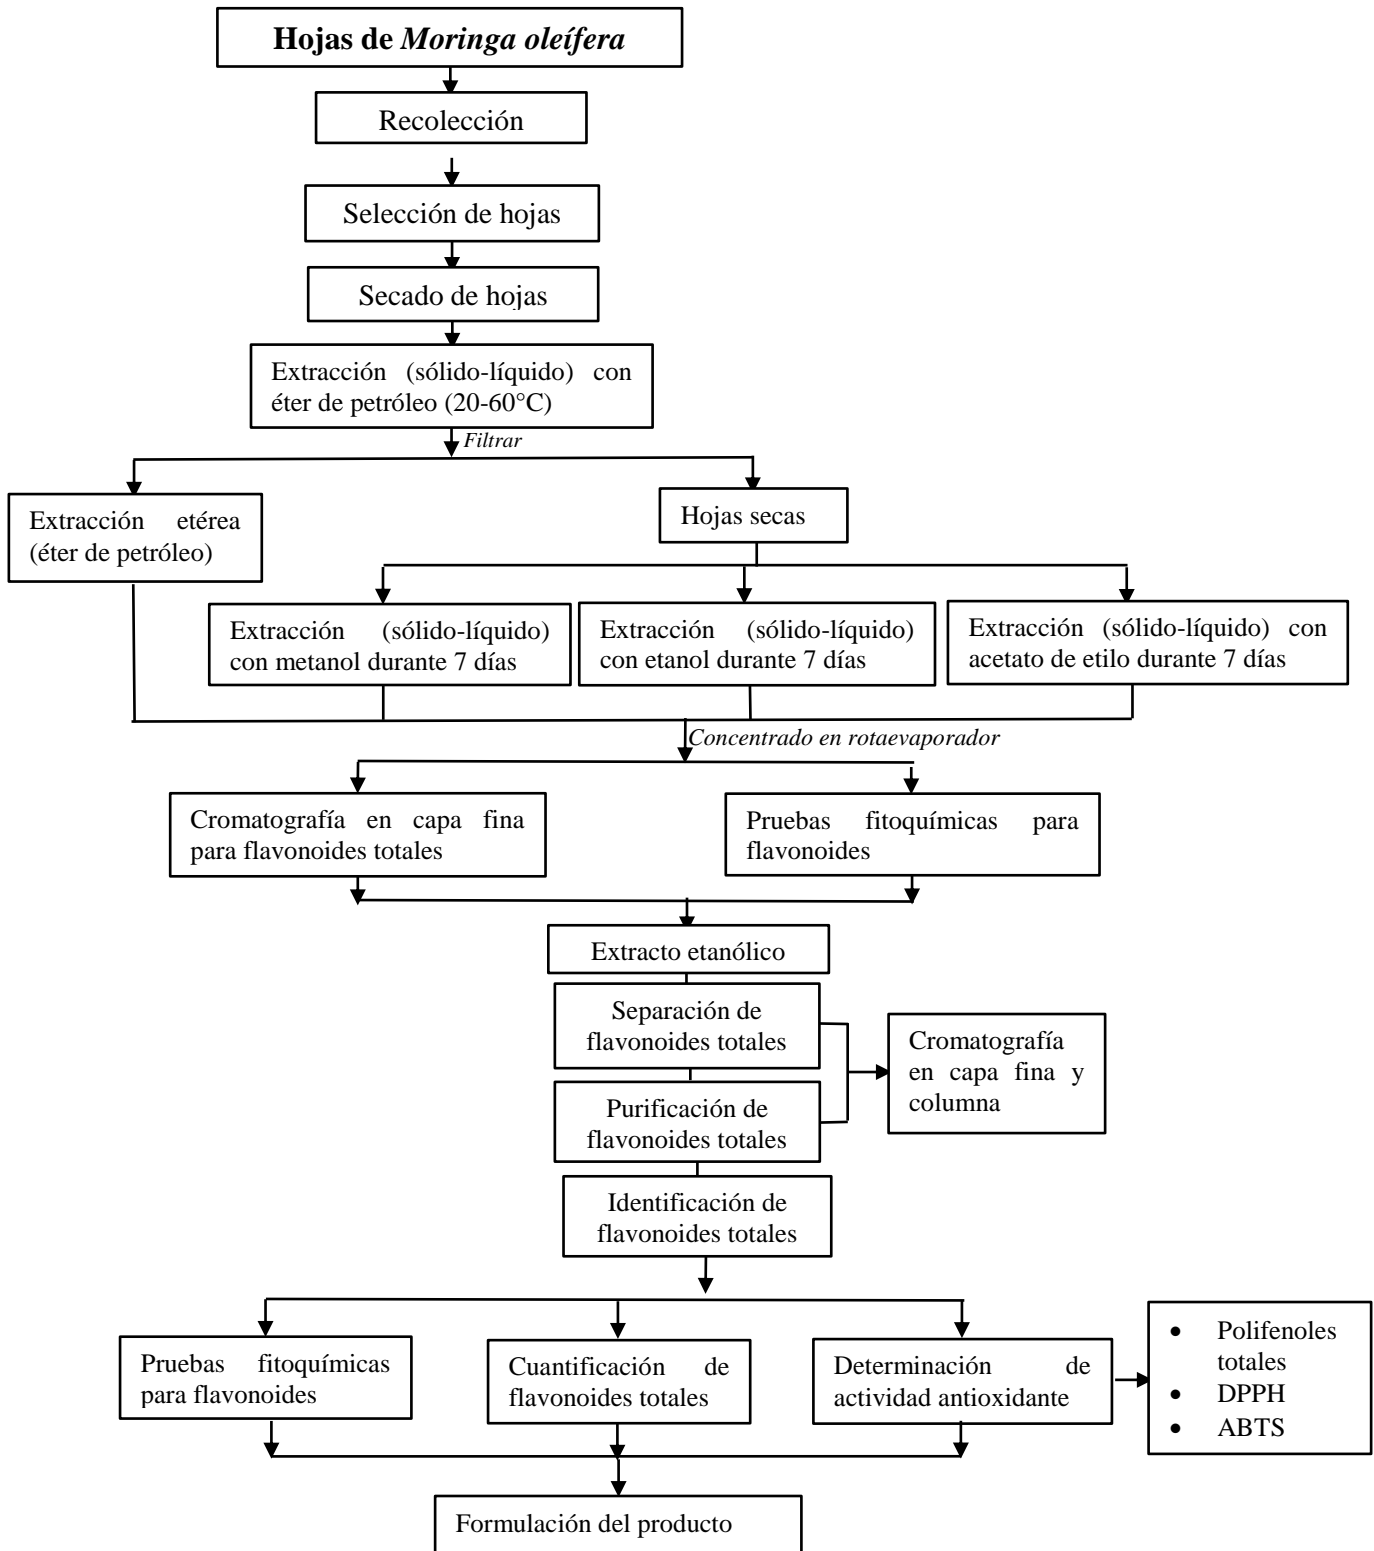 Hojas de Moringa oleífera
Recolección
Selección de hojas
Secado de hojas
Extracción (sólido-líquido) con
éter de petróleo (20-60°C)
Filtrar
Extracción etérea
(éter de petróleo)
Hojas secas
Extracción (sólido-líquido)
con metanol durante 7 días
Extracción (sólido-líquido)
con etanol durante 7 días
Extracción (sólido-líquido) con
acetato de etilo durante 7 días
Concentrado en rotaevaporador
Cromatografía en capa fina
para flavonoides totales
Pruebas fitoquímicas para
flavonoides
Extracto etanólico
Separación de
flavonoides totales
Cromatografía
en capa fina y
columna
Purificación de
flavonoides totales
Identificación de
flavonoides totales
Pruebas fitoquímicas
para flavonoides
Cuantificación de
flavonoides totales
Determinación de
actividad antioxidante
• Polifenoles
totales
• DPPH
• ABTS
Formulación del producto